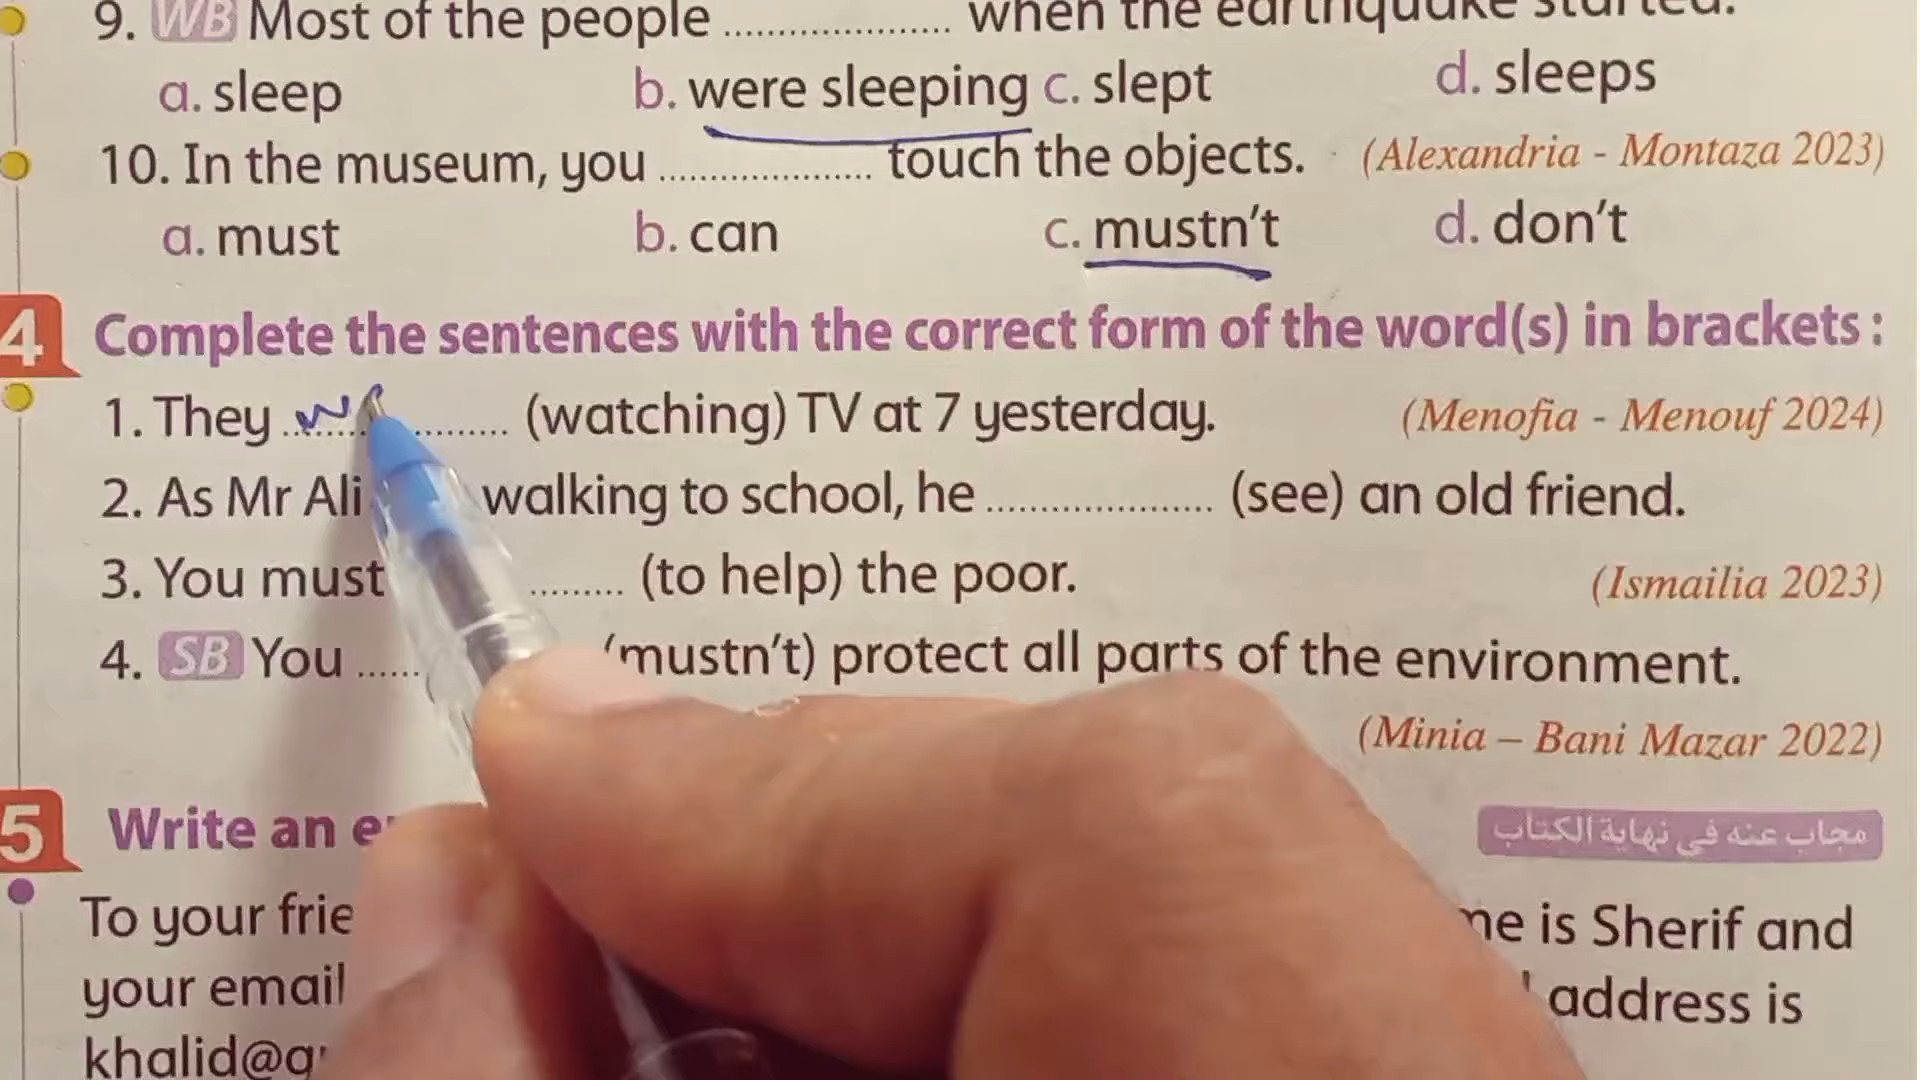 9. WB Most of the people .................... when the earthquake started.
a. sleep b. were sleeping c. slept d. sleeps
10. In the museum, you .................... touch the objects. (Alexandria - Montaza 2023)
a. must b. can c. mustn't d. don't
4 Complete the sentences with the correct form of the word(s) in brackets :
1. They .................... (watching) TV at 7 yesterday. (Menofia - Menouf 2024)
2. As Mr Ali walking to school, he .................... (see) an old friend.
3. You must ......... (to help) the poor. (Ismailia 2023)
4. SB You ...... (mustn't) protect all parts of the environment.
(Minia – Bani Mazar 2022)
5 Write an مجاب عنه في نهاية الكتاب
To your is Sherif and
your email address is